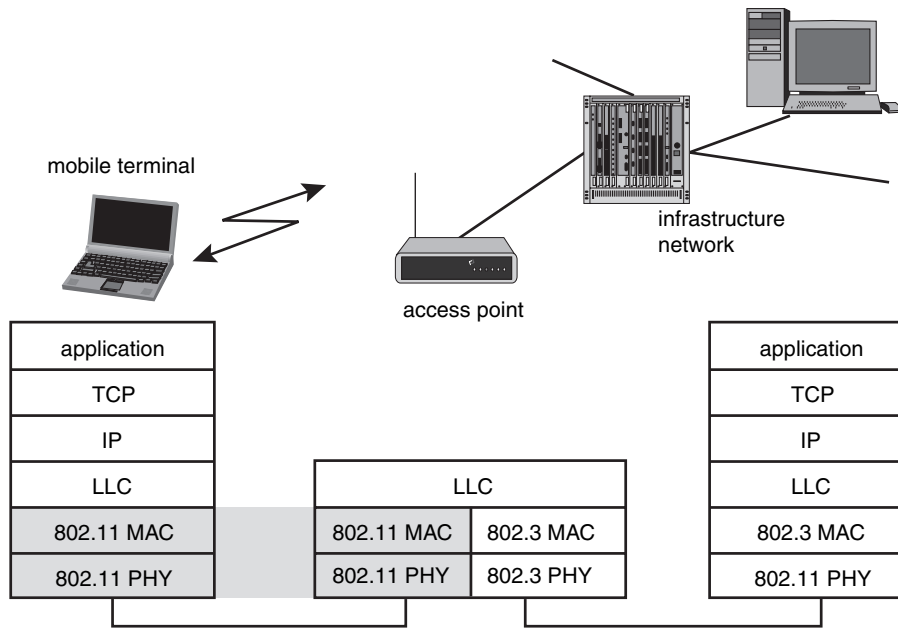 mobile terminal
infrastructure
network
access point
application
TCP
IP
LLC
802.11 MAC
802.11 PHY
LLC
802.11 MAC
802.3 MAC
802.11 PHY
802.3 PHY
application
TCP
IP
LLC
802.3 MAC
802.11 PHY